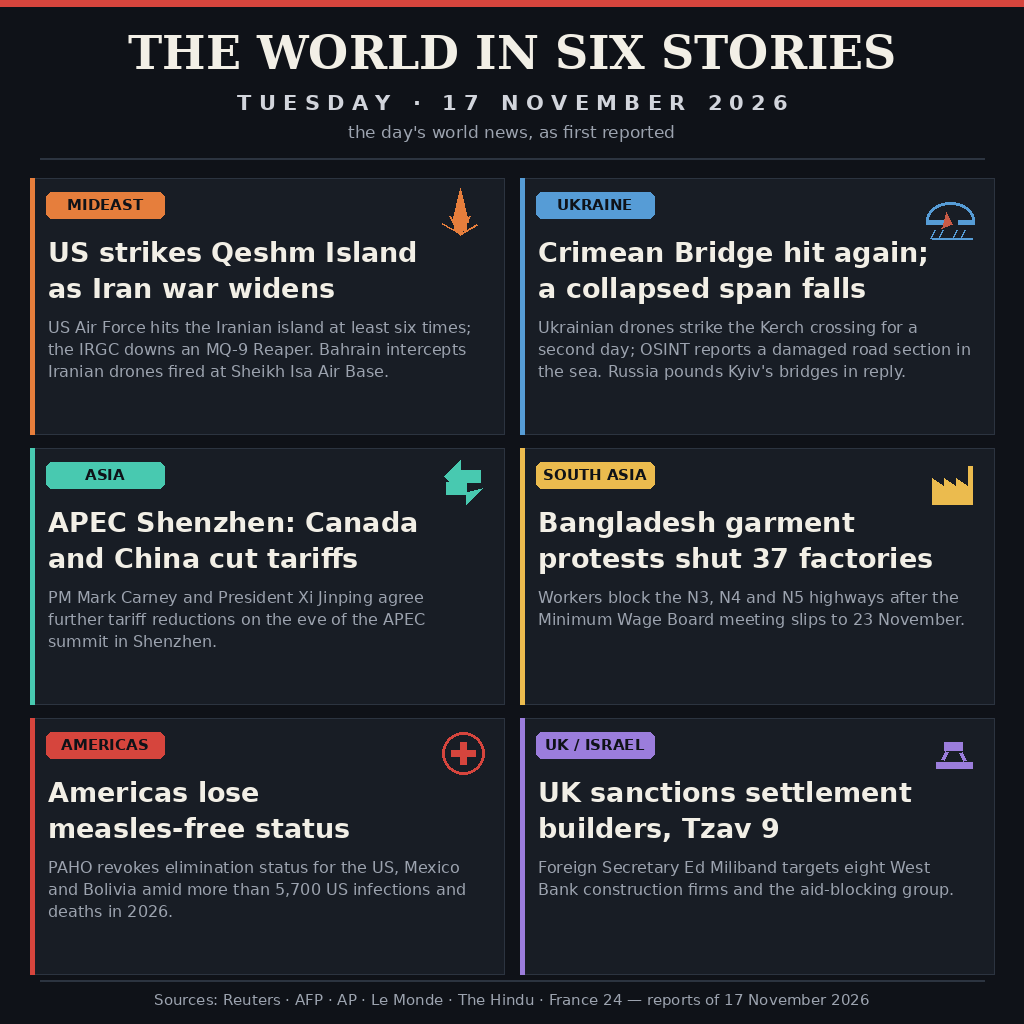 THE WORLD IN SIX STORIES
TUESDAY · 17 NOVEMBER 2026
the day's world news, as first reported
MIDEAST
US strikes Qeshm Island
as Iran war widens
US Air Force hits the Iranian island at least six times;
the IRGC downs an MQ-9 Reaper. Bahrain intercepts
Iranian drones fired at Sheikh Isa Air Base.
UKRAINE
Crimean Bridge hit again;
a collapsed span falls
Ukrainian drones strike the Kerch crossing for a
second day; OSINT reports a damaged road section in
the sea. Russia pounds Kyiv's bridges in reply.
ASIA
APEC Shenzhen: Canada
and China cut tariffs
PM Mark Carney and President Xi Jinping agree
further tariff reductions on the eve of the APEC
summit in Shenzhen.
SOUTH ASIA
Bangladesh garment
protests shut 37 factories
Workers block the N3, N4 and N5 highways after the
Minimum Wage Board meeting slips to 23 November.
AMERICAS
Americas lose
measles-free status
PAHO revokes elimination status for the US, Mexico
and Bolivia amid more than 5,700 US infections and
deaths in 2026.
UK / ISRAEL
UK sanctions settlement
builders, Tzav 9
Foreign Secretary Ed Miliband targets eight West
Bank construction firms and the aid-blocking group.
Sources: Reuters · AFP · AP · Le Monde · The Hindu · France 24 — reports of 17 November 2026